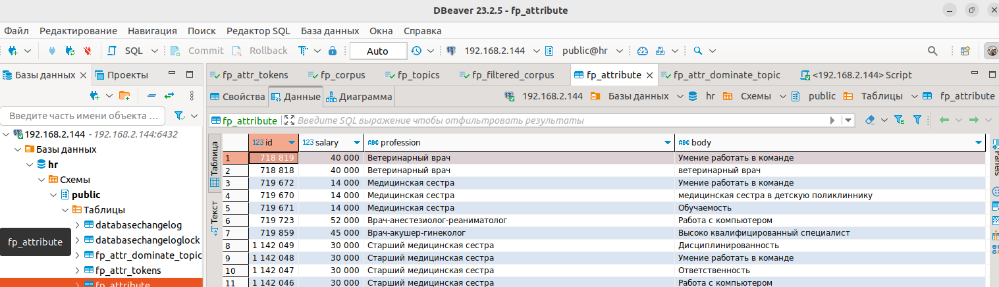 DBeaver 23.2.5 - fp_attribute
Файл Редактирование Навигация Поиск Редактор SQL База данных Окна Справка
SQL Commit Rollback Auto 192.168.2.144 public@hr
Базы данных Проекты
fp_attr_tokens fp_corpus fp_topics fp_filtered_corpus fp_attribute fp_attr_dominate_topic <192.168.2.144> Script
Свойства Данные Диаграмма 192.168.2.144 Базы данных hr Схемы public Таблицы fp_attribute
Введите часть имени объекта ...
fp_attribute Введите SQL выражение чтобы отфильтровать результаты
192.168.2.144 - 192.168.2.144:6432
Базы данных
hr
Схемы
public
Таблицы
databasechangelog
databasechangeloglock
fp_attr_dominate_topic
fp_attr_tokens
fp_attribute
fp_attribute
Таблица
Текст
123 id 123 salary ABC profession ABC body
1 718 819 40 000 Ветеринарный врач Умение работать в команде
2 718 818 40 000 Ветеринарный врач ветеринарный врач
3 719 672 14 000 Медицинская сестра Умение работать в команде
4 719 670 14 000 Медицинская сестра медицинская сестра в детскую поликлиннику
5 719 671 14 000 Медицинская сестра Обучаемость
6 719 723 52 000 Врач-анестезиолог-реаниматолог Работа с компьютером
7 719 859 45 000 Врач-акушер-гинеколог Высоко квалифицированный специалист
8 1 142 049 30 000 Старший медицинская сестра Дисциплинированность
9 1 142 048 30 000 Старший медицинская сестра Умение работать в команде
10 1 142 047 30 000 Старший медицинская сестра Ответственность
11 1 142 046 30 000 Старший медицинская сестра Работа с компьютером
Panels